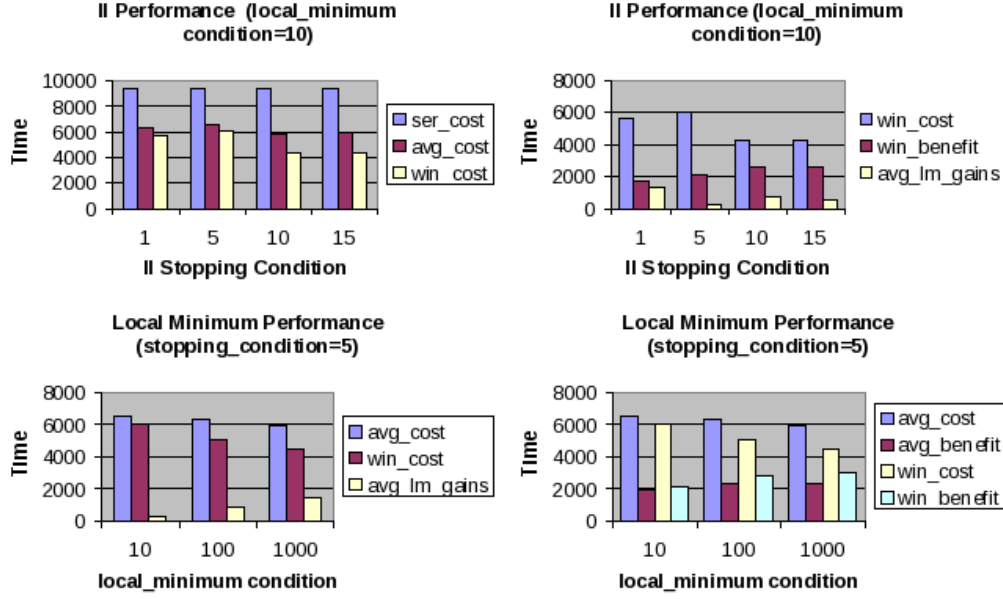 II Performance (local_minimum
condition=10)
10000
8000
6000
4000
2000
0
Time
1 5 10 15
II Stopping Condition
ser_cost
avg_cost
win_cost
II Performance (local_minimum
condition=10)
8000
6000
4000
2000
0
Time
1 5 10 15
II Stopping Condition
win_cost
win_benefit
avg_lm_gains
Local Minimum Performance
(stopping_condition=5)
8000
6000
4000
2000
0
Time
10 100 1000
local_minimum condition
avg_cost
win_cost
avg_lm_gains
Local Minimum Performance
(stopping_condition=5)
8000
6000
4000
2000
0
Time
10 100 1000
local_minimum condition
avg_cost
avg_benefit
win_cost
win_benefit